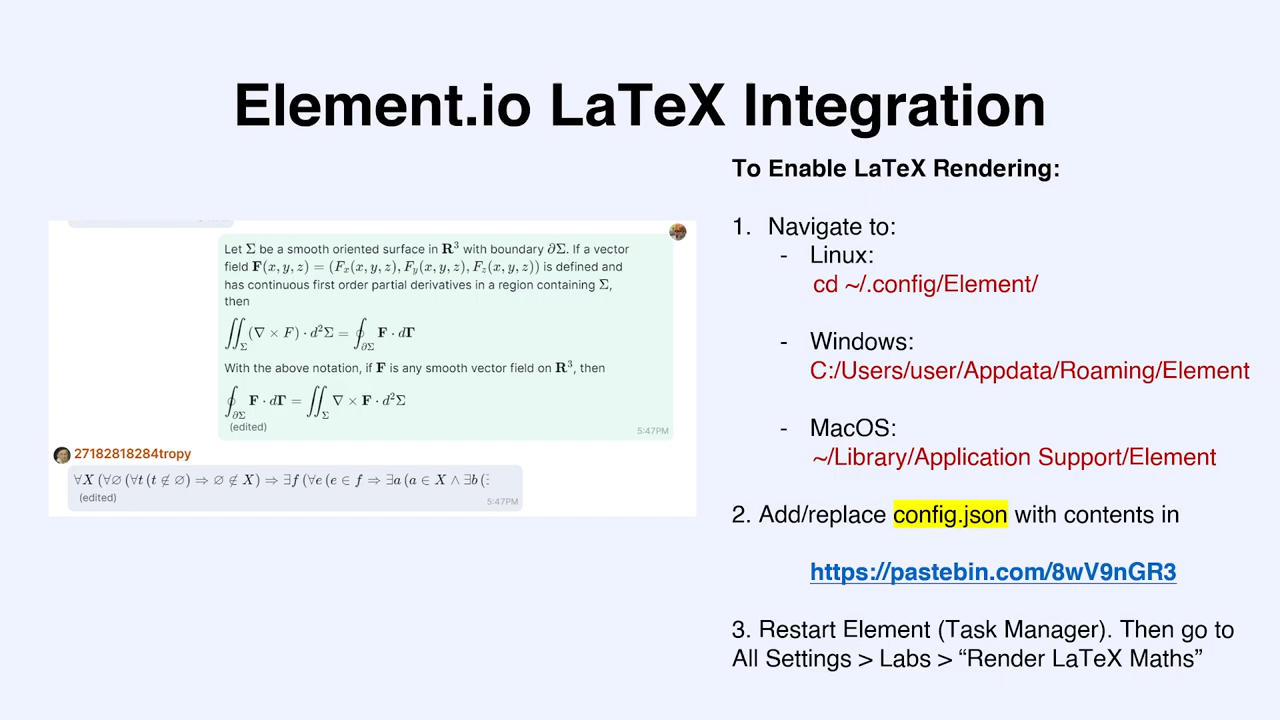 Element.io LaTeX Integration
Let Σ be a smooth oriented surface in R³ with boundary ∂Σ. If a vector
field F(x, y, z) = (Fₓ(x, y, z), F_y(x, y, z), F_z(x, y, z)) is defined and
has continuous first order partial derivatives in a region containing Σ,
then
∬_Σ (∇ × F) · d²Σ = ∮_∂Σ F · dΓ
With the above notation, if F is any smooth vector field on R³, then
∮_∂Σ F · dΓ = ∬_Σ ∇ × F · d²Σ
(edited)
5:47PM
27182818284tropy
∀X (∀∅ (∀t (t ∉ ∅) ⇒ ∅ ∉ X) ⇒ ∃f (∀e (e ∈ f ⇒ ∃a (a ∈ X ∧ ∃b (
(edited)
5:47PM
To Enable LaTeX Rendering:
1. Navigate to:
- Linux:
cd ~/.config/Element/
- Windows:
C:/Users/user/Appdata/Roaming/Element
- MacOS:
~/Library/Application Support/Element
2. Add/replace config.json with contents in
https://pastebin.com/8wV9nGR3
3. Restart Element (Task Manager). Then go to
All Settings > Labs > “Render LaTeX Maths”